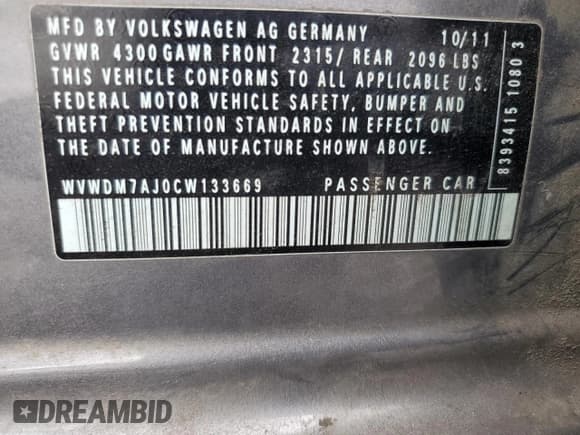 MFD BY VOLKSWAGEN AG GERMANY 10/11
GVWR 4300 GAWR FRONT 2315/ REAR 2096 LBS
THIS VEHICLE CONFORMS TO ALL APPLICABLE U.S.
FEDERAL MOTOR VEHICLE SAFETY, BUMPER AND
THEFT PREVENTION STANDARDS IN EFFECT ON
THE DATE OF MANUFACTURE SHOWN ABOVE.
WVWDM7AJ0CW133669 PASSENGER CAR
8393415 1080 3
DREAMBID